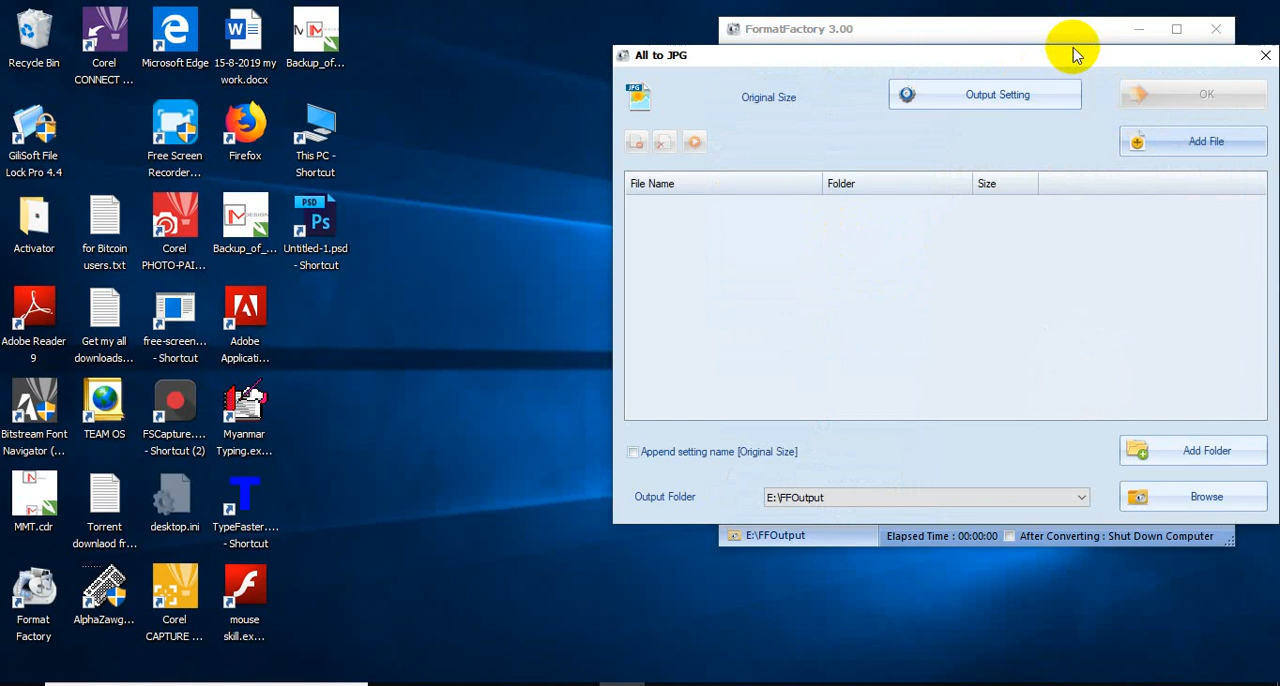 Recycle Bin
Corel
CONNECT ...
Microsoft Edge
15-8-2019 my
work.docx
Backup_of_...
GiliSoft File
Lock Pro 4.4
Free Screen
Recorder...
Firefox
This PC -
Shortcut
Activator
for Bitcoin
users.txt
Corel
PHOTO-PAI...
Backup_of_...
PSD
Ps
Untitled-1.psd
- Shortcut
Adobe Reader
9
Get my all
downloads...
free-screen...
- Shortcut
Adobe
Applicati...
Bitstream Font
Navigator (...
TEAM OS
FSCapture....
- Shortcut (2)
Myanmar
Typing.ex...
MMT.cdr
Torrent
downlaod fr...
desktop.ini
TypeFaster....
- Shortcut
Format
Factory
AlphaZawg...
Corel
CAPTURE ...
mouse
skill.ex...
FormatFactory 3.00
All to JPG
JPG
Original Size
Output Setting
OK
Add File
File Name
Folder
Size
Append setting name [Original Size]
Add Folder
Output Folder
E:\FFOutput
Browse
E:\FFOutput
Elapsed Time : 00:00:00
After Converting : Shut Down Computer